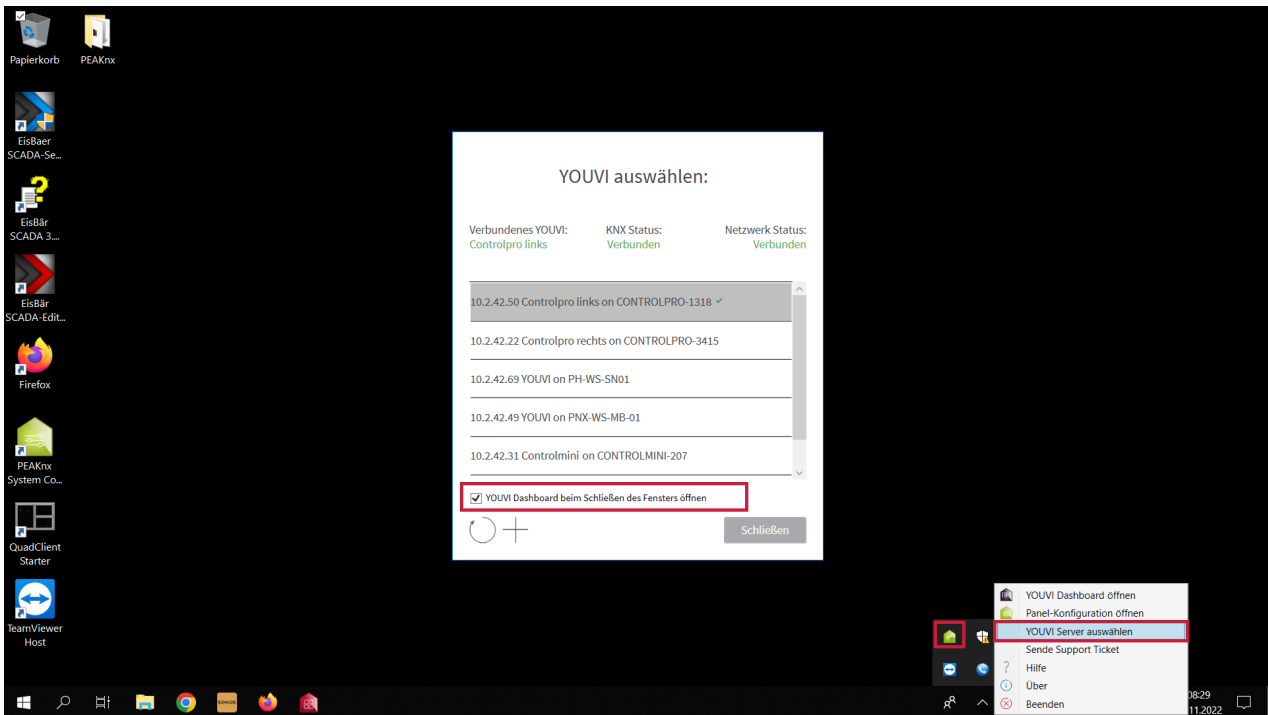 Papierkorb
PEAKnx
EisBaer
SCADA-Se...
EisBär
SCADA 3....
EisBär
SCADA-Edit...
Firefox
PEAKnx
System Co...
QuadClient
Starter
TeamViewer
Host
YOUVI auswählen:
Verbundenes YOUVI:
Controlpro links
KNX Status:
Verbunden
Netzwerk Status:
Verbunden
10.2.42.50 Controlpro links on CONTROLPRO-1318
10.2.42.22 Controlpro rechts on CONTROLPRO-3415
10.2.42.69 YOUVI on PH-WS-SN01
10.2.42.49 YOUVI on PNX-WS-MB-01
10.2.42.31 Controlmini on CONTROLMINI-207
YOUVI Dashboard beim Schließen des Fensters öffnen
Schließen
YOUVI Dashboard öffnen
Panel-Konfiguration öffnen
YOUVI Server auswählen
Sende Support Ticket
Hilfe
Über
Beenden
SONOS
08:29
11.2022